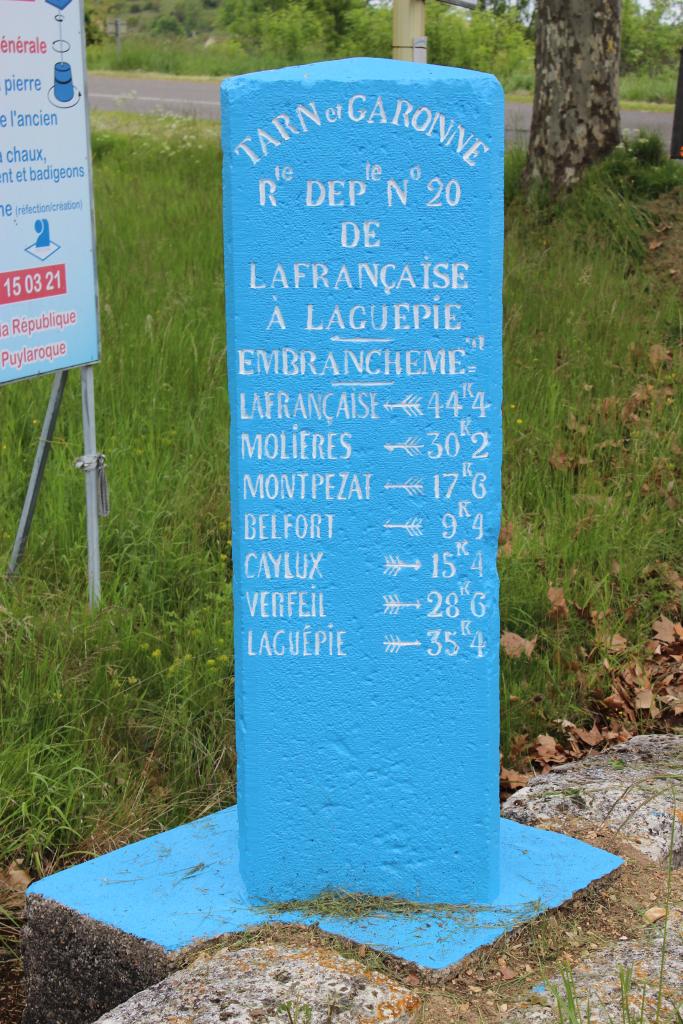 TARN et GARONNE
Rte DEPte No 20
DE
LAFRANÇAÏSE
À LAGUEPIE
EMBRANCHEMENT
LAFRANÇAISE 44K4
MOLIÈRES 30K2
MONTPEZAT 17K6
BELFORT 9K4
CAYLUX 15K4
VERFEIL 28K6
LAGUÉPIE 35K4
énérale
pierre
e l'ancien
a chaux,
ent et badigeons
ne (réfection/création)
15 03 21
la République
Puylaroque